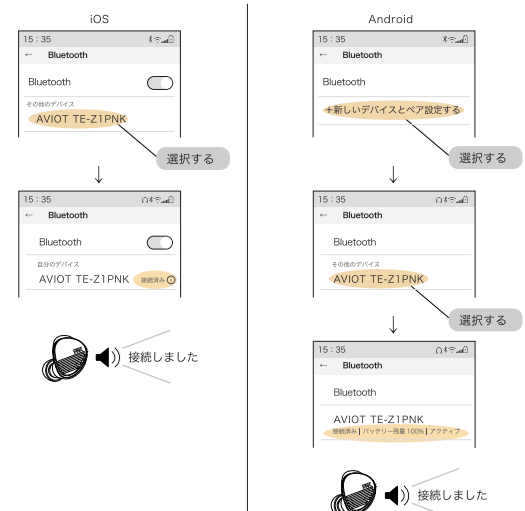 iOS
15：35
← Bluetooth
Bluetooth
その他のデバイス
AVIOT TE-Z1PNK
選択する
↓
15：35
← Bluetooth
Bluetooth
自分のデバイス
AVIOT TE-Z1PNK 接続済み
接続しました
Android
15：35
← Bluetooth
Bluetooth
+新しいデバイスとペア設定する
選択する
↓
15：35
← Bluetooth
Bluetooth
その他のデバイス
AVIOT TE-Z1PNK
選択する
↓
15：35
← Bluetooth
Bluetooth
AVIOT TE-Z1PNK
接続済み | バッテリー残量 100% | アクティブ
接続しました